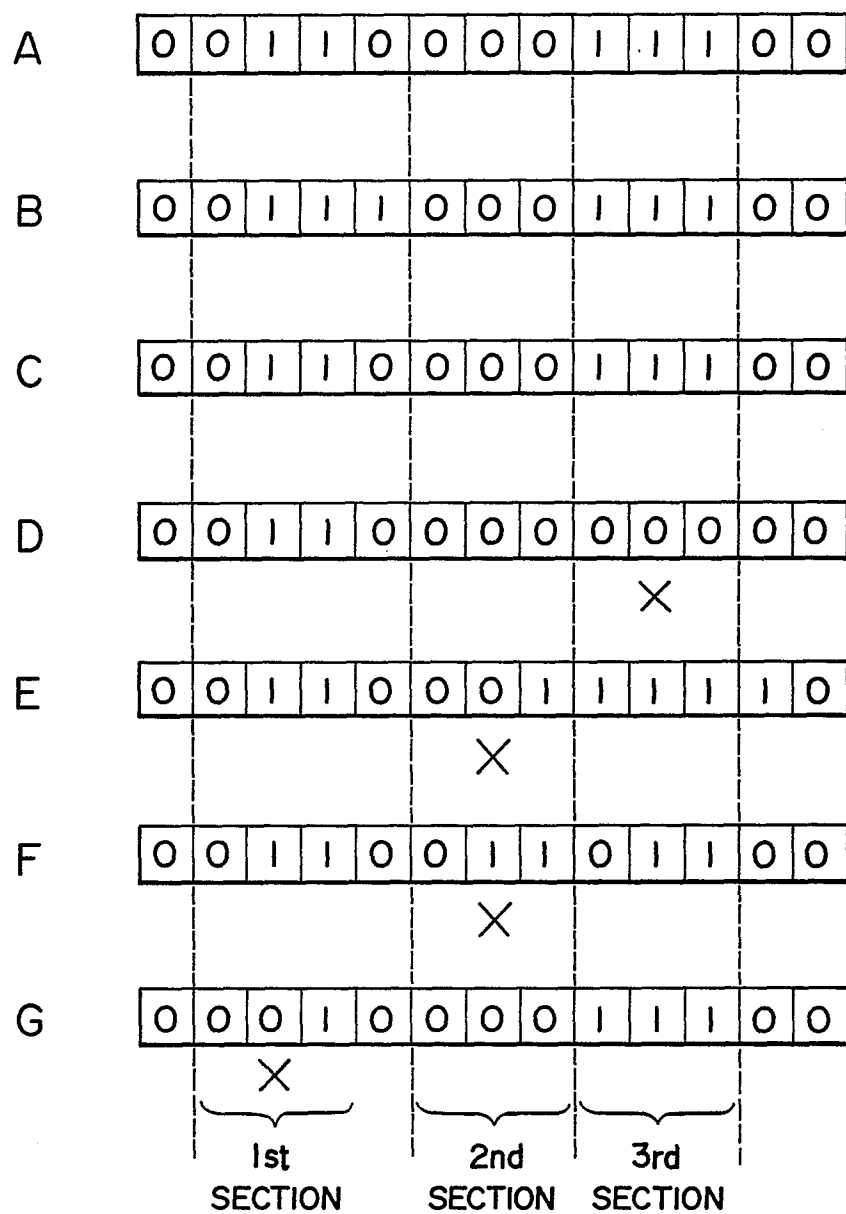 A 0 0 1 1 0 0 0 0 1 1 1 0 0
B 0 0 1 1 1 0 0 0 1 1 1 0 0
C 0 0 1 1 0 0 0 0 1 1 1 0 0
D 0 0 1 1 0 0 0 0 0 0 0 0 0
E 0 0 1 1 0 0 0 1 1 1 1 1 0
F 0 0 1 1 0 0 1 1 0 1 1 0 0
G 0 0 0 1 0 0 0 0 1 1 1 0 0
1st 2nd 3rd
SECTION SECTION SECTION